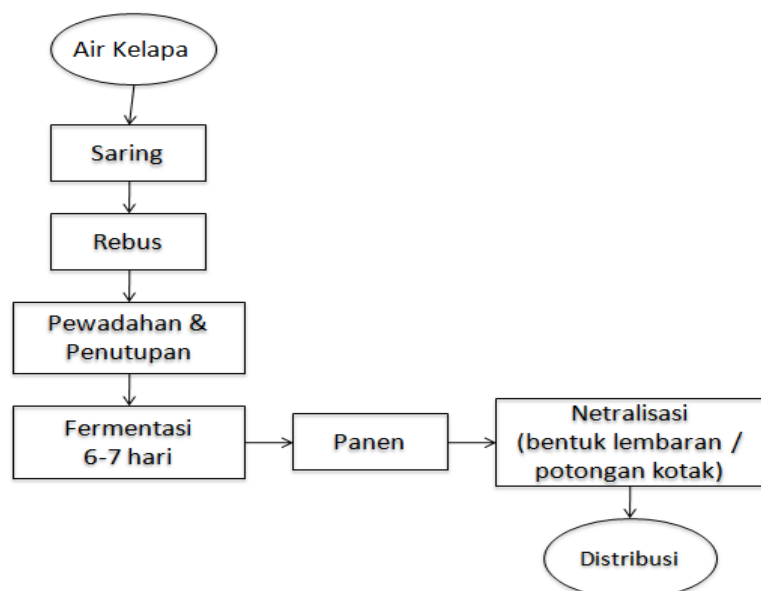 Air Kelapa
Saring
Rebus
Pewadahan &
Penutupan
Fermentasi
6-7 hari
Panen
Netralisasi
(bentuk lembaran /
potongan kotak)
Distribusi